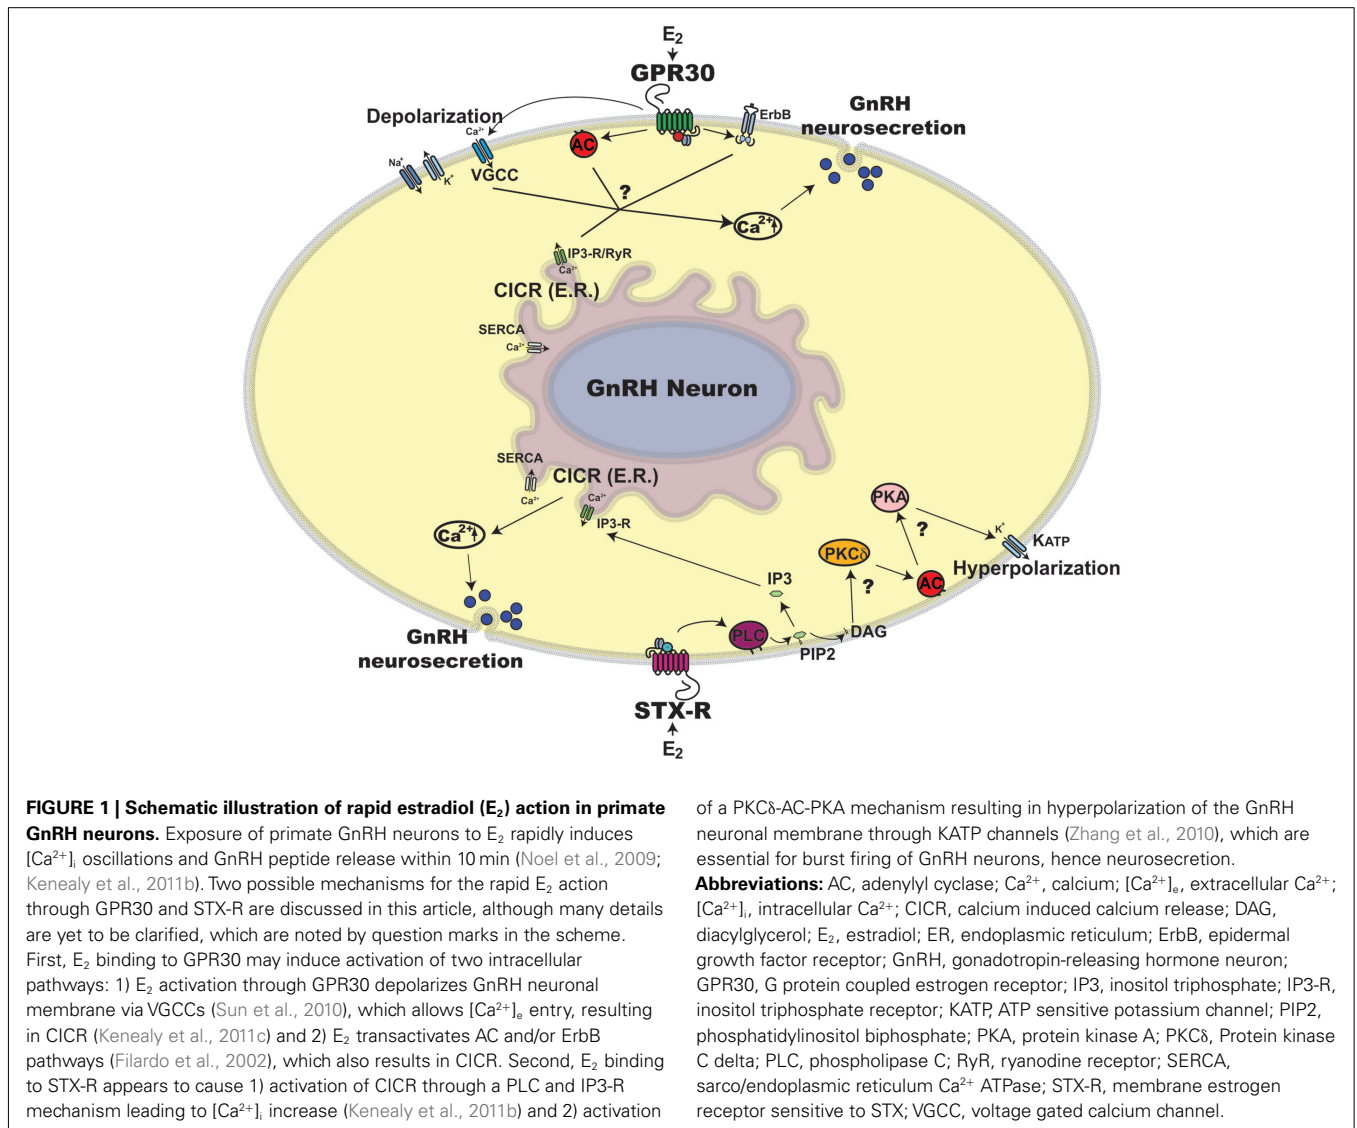 E₂
GPR30
GnRH
neurosecretion
Depolarization
Ca²⁺
ErbB
AC
Na⁺
K⁺
VGCC
?
Ca²⁺
IP3-R/RyR
Ca²⁺
CICR (E.R.)
SERCA
Ca²⁺
GnRH Neuron
SERCA
CICR (E.R.)
Ca²⁺
Ca²⁺
IP3-R
PKA
K⁺
KATP
?
Ca²⁺
PKCδ
Hyperpolarization
IP3
?
AC
GnRH
neurosecretion
PLC
DAG
PIP2
STX-R
E₂
FIGURE 1 | Schematic illustration of rapid estradiol (E₂) action in primate
GnRH neurons. Exposure of primate GnRH neurons to E₂ rapidly induces
[Ca²⁺]ᵢ oscillations and GnRH peptide release within 10 min (Noel et al., 2009;
Kenealy et al., 2011b). Two possible mechanisms for the rapid E₂ action
through GPR30 and STX-R are discussed in this article, although many details
are yet to be clarified, which are noted by question marks in the scheme.
First, E₂ binding to GPR30 may induce activation of two intracellular
pathways: 1) E₂ activation through GPR30 depolarizes GnRH neuronal
membrane via VGCCs (Sun et al., 2010), which allows [Ca²⁺]ₑ entry, resulting
in CICR (Kenealy et al., 2011c) and 2) E₂ transactivates AC and/or ErbB
pathways (Filardo et al., 2002), which also results in CICR. Second, E₂ binding
to STX-R appears to cause 1) activation of CICR through a PLC and IP3-R
mechanism leading to [Ca²⁺]ᵢ increase (Kenealy et al., 2011b) and 2) activation
of a PKCδ-AC-PKA mechanism resulting in hyperpolarization of the GnRH
neuronal membrane through KATP channels (Zhang et al., 2010), which are
essential for burst firing of GnRH neurons, hence neurosecretion.
Abbreviations: AC, adenylyl cyclase; Ca²⁺, calcium; [Ca²⁺]ₑ, extracellular Ca²⁺;
[Ca²⁺]ᵢ, intracellular Ca²⁺; CICR, calcium induced calcium release; DAG,
diacylglycerol; E₂, estradiol; ER, endoplasmic reticulum; ErbB, epidermal
growth factor receptor; GnRH, gonadotropin-releasing hormone neuron;
GPR30, G protein coupled estrogen receptor; IP3, inositol triphosphate; IP3-R,
inositol triphosphate receptor; KATP, ATP sensitive potassium channel; PIP2,
phosphatidylinositol biphosphate; PKA, protein kinase A; PKCδ, Protein kinase
C delta; PLC, phospholipase C; RyR, ryanodine receptor; SERCA,
sarco/endoplasmic reticulum Ca²⁺ ATPase; STX-R, membrane estrogen
receptor sensitive to STX; VGCC, voltage gated calcium channel.